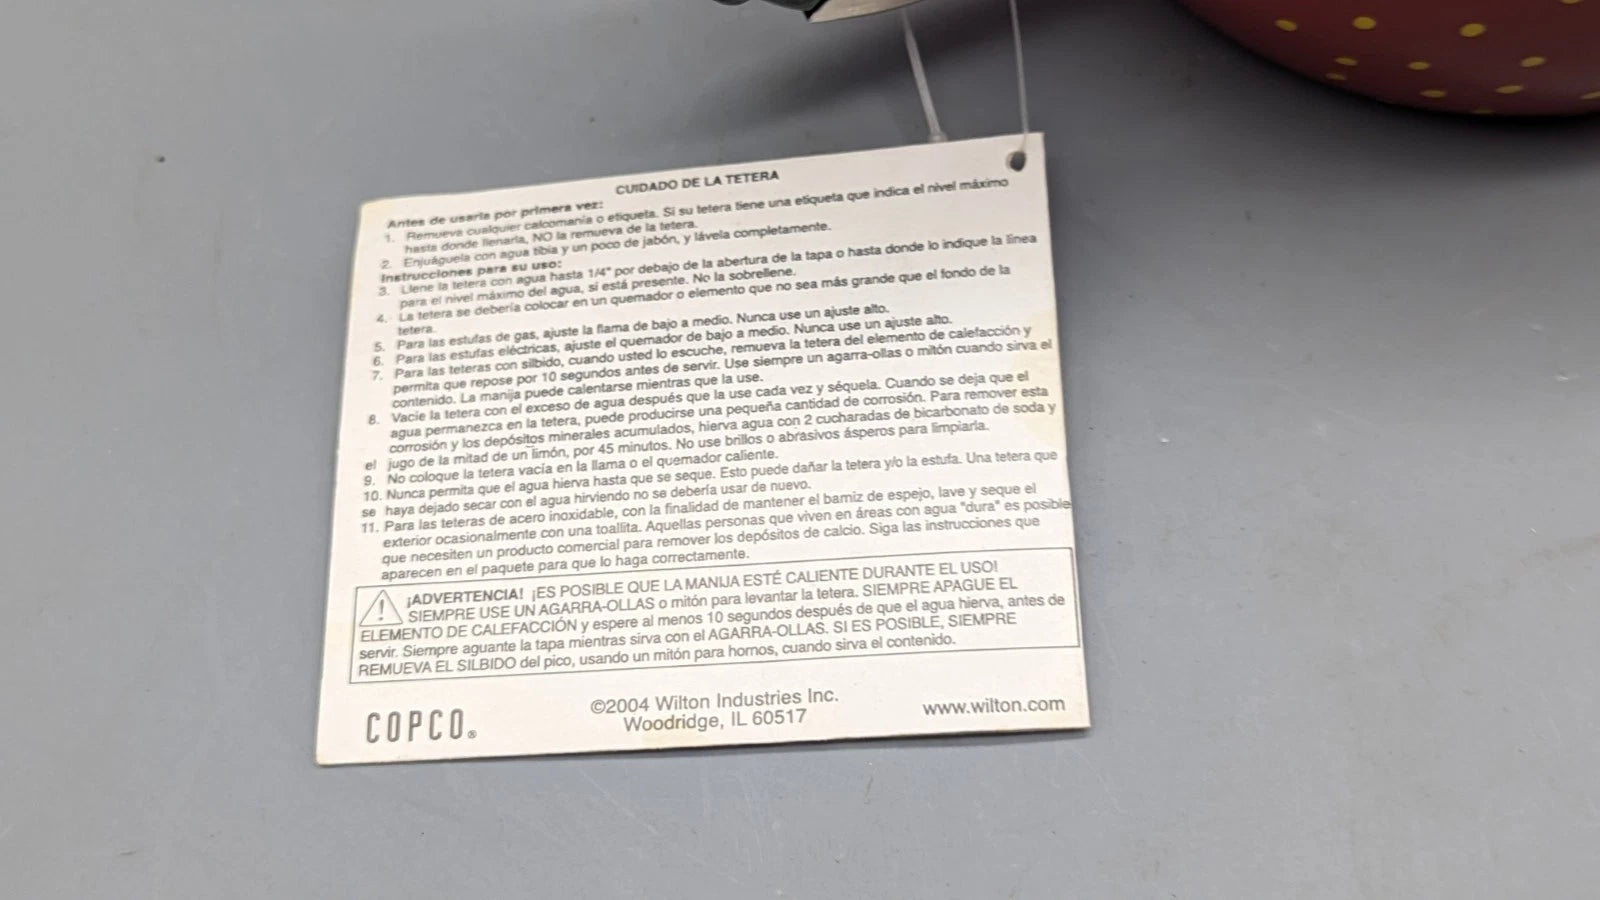 CUIDADO DE LA TETERA
Antes de usarla por primera vez:
1. Remueva cualquier calcomanía o etiqueta. Si su tetera tiene una etiqueta que indica el nivel máximo
hasta donde llenarla, NO la remueva de la tetera.
2. Enjuáguela con agua tibia y un poco de jabón, y lávela completamente.
Instrucciones para su uso:
3. Llene la tetera con agua hasta 1/4" por debajo de la abertura de la tapa o hasta donde lo indique la línea
para el nivel máximo del agua, si está presente. No la sobrellene.
4. La tetera se debería colocar en un quemador o elemento que no sea más grande que el fondo de la
tetera.
5. Para las estufas de gas, ajuste la flama de bajo a medio. Nunca use un ajuste alto.
6. Para las estufas eléctricas, ajuste el quemador de bajo a medio. Nunca use un ajuste alto.
7. Para las teteras con silbido, cuando usted lo escuche, remueva la tetera del elemento de calefacción y
permita que repose por 10 segundos antes de servir. Use siempre un agarra-ollas o mitón cuando sirva el
contenido. La manija puede calentarse mientras que la use.
8. Vacíe la tetera con el exceso de agua después que la use cada vez y séquela. Cuando se deja que el
agua permanezca en la tetera, puede producirse una pequeña cantidad de corrosión. Para remover esta
corrosión y los depósitos minerales acumulados, hierva agua con 2 cucharadas de bicarbonato de soda y
el jugo de la mitad de un limón, por 45 minutos. No use brillos o abrasivos ásperos para limpiarla.
9. No coloque la tetera vacía en la llama o el quemador caliente.
10. Nunca permita que el agua hierva hasta que se seque. Esto puede dañar la tetera y/o la estufa. Una tetera que
se haya dejado secar con el agua hirviendo no se debería usar de nuevo.
11. Para las teteras de acero inoxidable, con la finalidad de mantener el barniz de espejo, lave y seque el
exterior ocasionalmente con una toallita. Aquellas personas que viven en áreas con agua "dura" es posible
que necesiten un producto comercial para remover los depósitos de calcio. Siga las instrucciones que
aparecen en el paquete para que lo haga correctamente.
¡ADVERTENCIA! ¡ES POSIBLE QUE LA MANIJA ESTÉ CALIENTE DURANTE EL USO!
SIEMPRE USE UN AGARRA-OLLAS o mitón para levantar la tetera. SIEMPRE APAGUE EL
ELEMENTO DE CALEFACCIÓN y espere al menos 10 segundos después de que el agua hierva, antes de
servir. Siempre aguante la tapa mientras sirva con el AGARRA-OLLAS. SI ES POSIBLE, SIEMPRE
REMUEVA EL SILBIDO del pico, usando un mitón para hornos, cuando sirva el contenido.
COPCO®
©2004 Wilton Industries Inc.
Woodridge, IL 60517
www.wilton.com